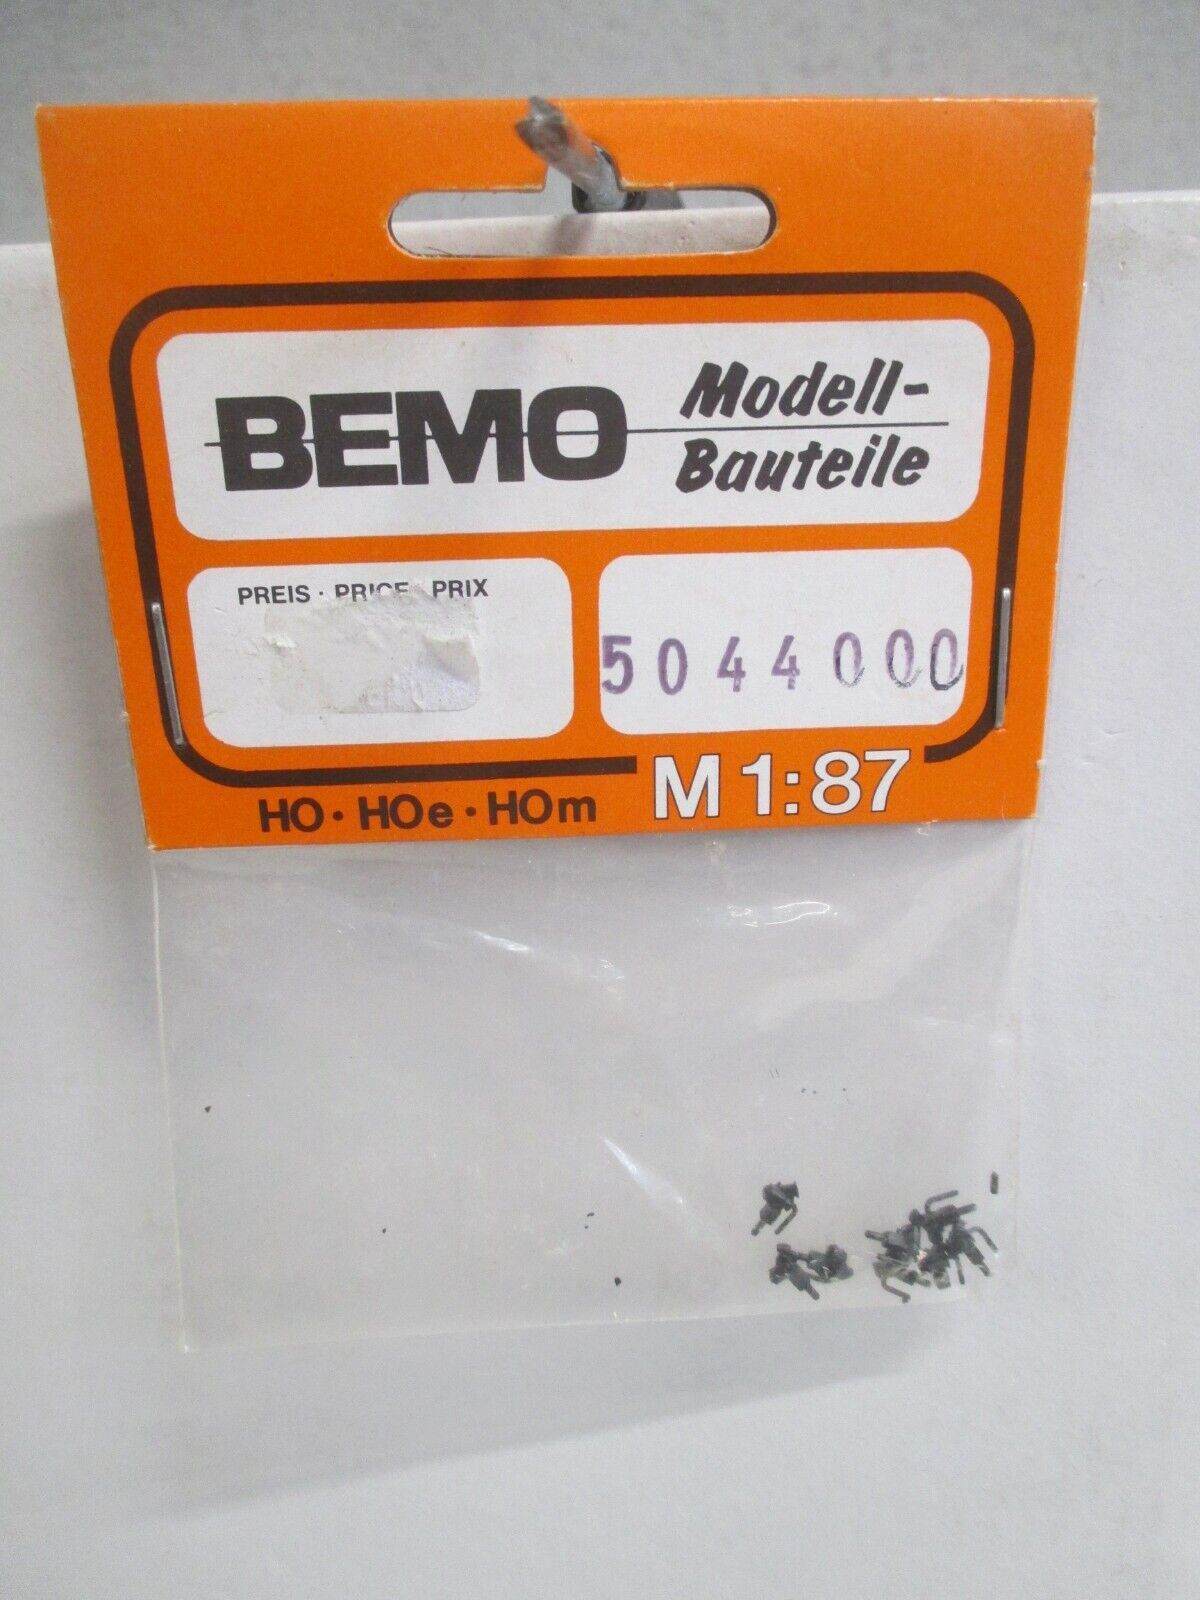 BEMO
Modell-
Bauteile
PREIS · PRICE · PRIX
5044000
HO · HOe · HOm
M 1:87